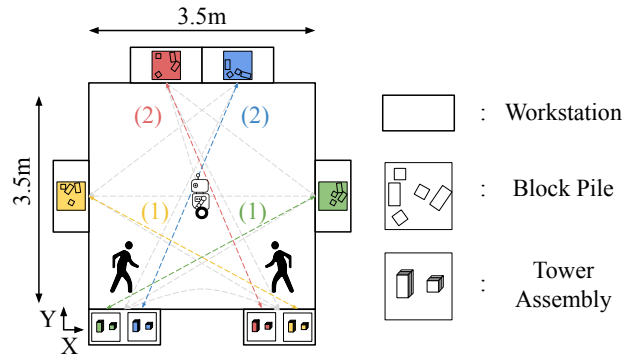 3.5m
3.5m
(2)
(2)
(1)
(1)
Y
X
: Workstation
: Block Pile
: Tower
Assembly